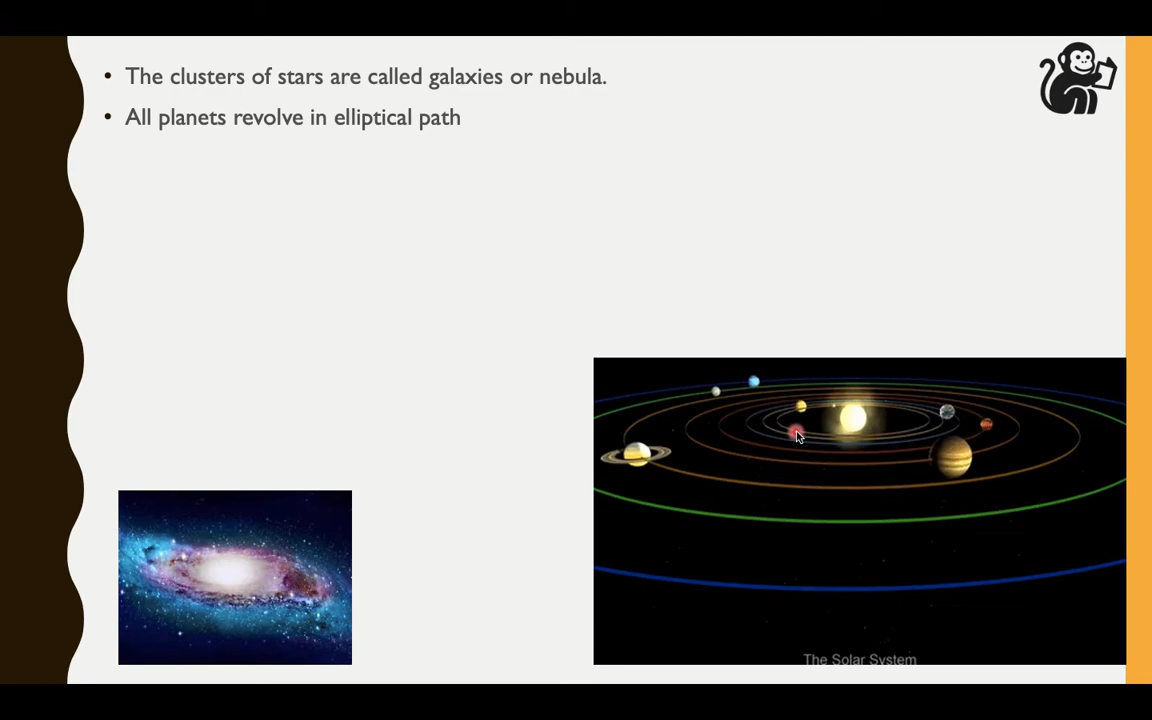 • The clusters of stars are called galaxies or nebula.
• All planets revolve in elliptical path
The Solar System